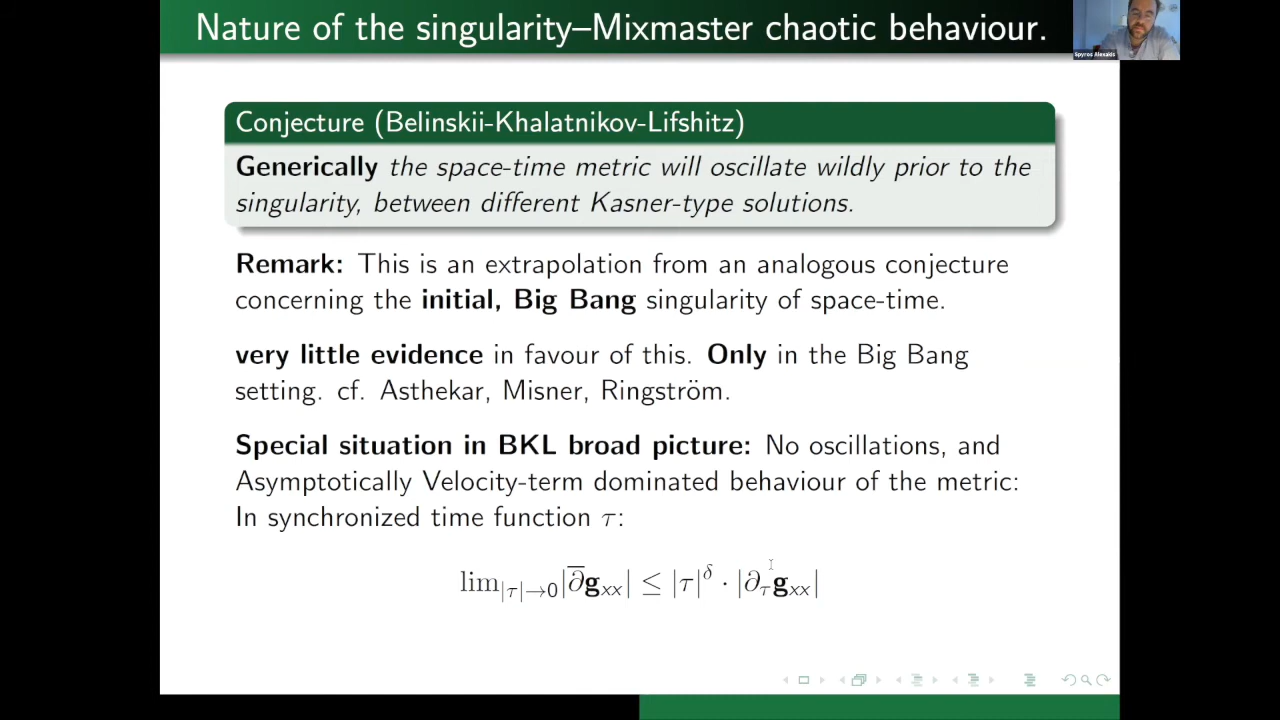 Nature of the singularity–Mixmaster chaotic behaviour.
Spyros Alexakis
Conjecture (Belinskii-Khalatnikov-Lifshitz)
Generically the space-time metric will oscillate wildly prior to the
singularity, between different Kasner-type solutions.
Remark: This is an extrapolation from an analogous conjecture
concerning the initial, Big Bang singularity of space-time.
very little evidence in favour of this. Only in the Big Bang
setting. cf. Asthekar, Misner, Ringström.
Special situation in BKL broad picture: No oscillations, and
Asymptotically Velocity-term dominated behaviour of the metric:
In synchronized time function τ:
lim_{|τ|→0}|∂̅g_{xx}| ≤ |τ|^δ · |∂_τ g_{xx}|